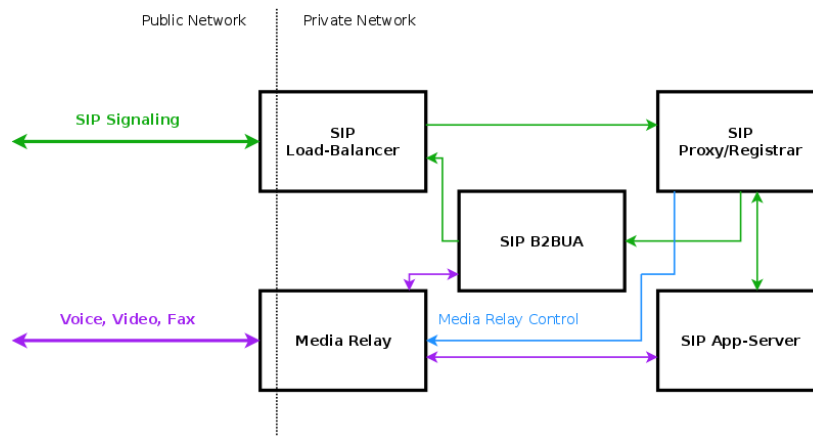 Public Network
Private Network
SIP Signaling
SIP
Load-Balancer
SIP
Proxy/Registrar
SIP B2BUA
Voice, Video, Fax
Media Relay
Media Relay Control
SIP App-Server